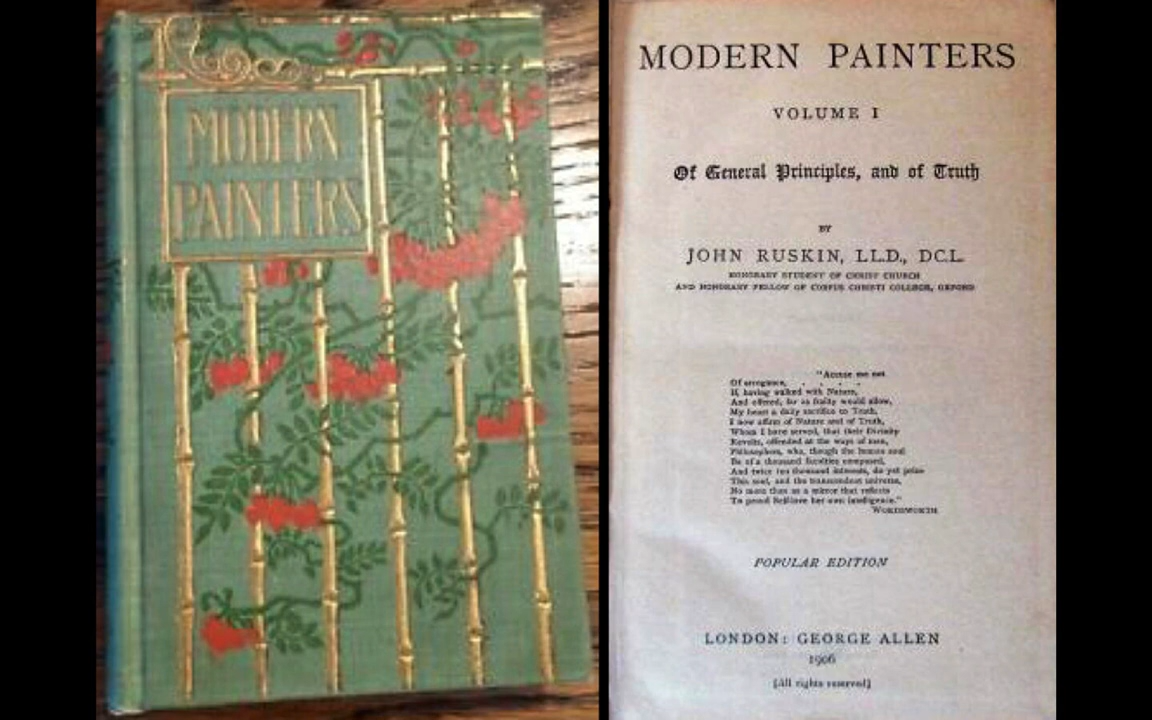 MODERN
PAINTERS
MODERN PAINTERS
VOLUME I
Of General Principles, and of Truth
BY
JOHN RUSKIN, LL.D., D.C.L.
HONORARY STUDENT OF CHRIST CHURCH
AND HONORARY FELLOW OF CORPUS CHRISTI COLLEGE, OXFORD
"Accuse me not
Of arrogance, . . . .
If, having walked with Nature,
And offered, far as frailty would allow,
My heart a daily sacrifice to Truth,
I now affirm of Nature and of Truth,
Whom I have served, that their Divinity
Revolts, offended at the ways of men,
Philosophers, who, though the human soul
Be of a thousand faculties composed,
And twice ten thousand interests, do yet prize
This soul, and the transcendent universe,
No more than as a mirror that reflects
To proud Self-love her own intelligence."
WORDSWORTH
POPULAR EDITION
LONDON: GEORGE ALLEN
1906
[All rights reserved]